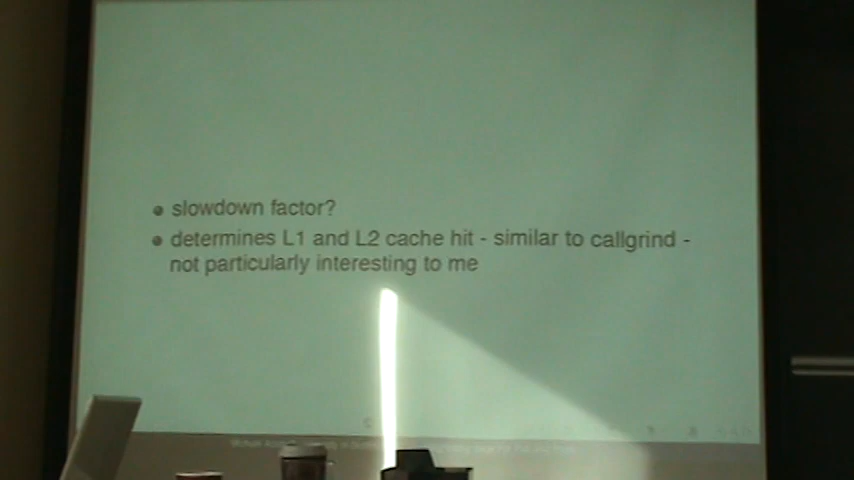 slowdown factor?
determines L1 and L2 cache hit - similar to callgrind -
not particularly interesting to me